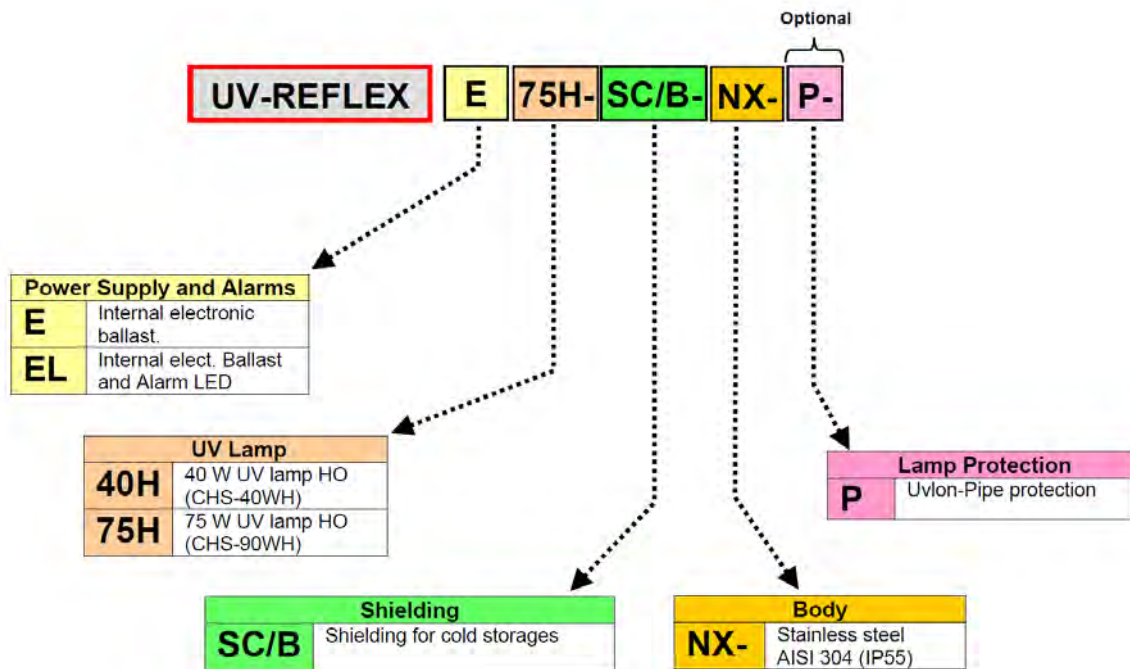 Optional
UV-REFLEX E 75H- SC/B- NX- P-
Power Supply and Alarms
E Internal electronic
ballast.
EL Internal elect. Ballast
and Alarm LED
UV Lamp
40H 40 W UV lamp HO
(CHS-40WH)
75H 75 W UV lamp HO
(CHS-90WH)
Lamp Protection
P Uvlon-Pipe protection
Shielding
SC/B Shielding for cold storages
Body
NX- Stainless steel
AISI 304 (IP55)